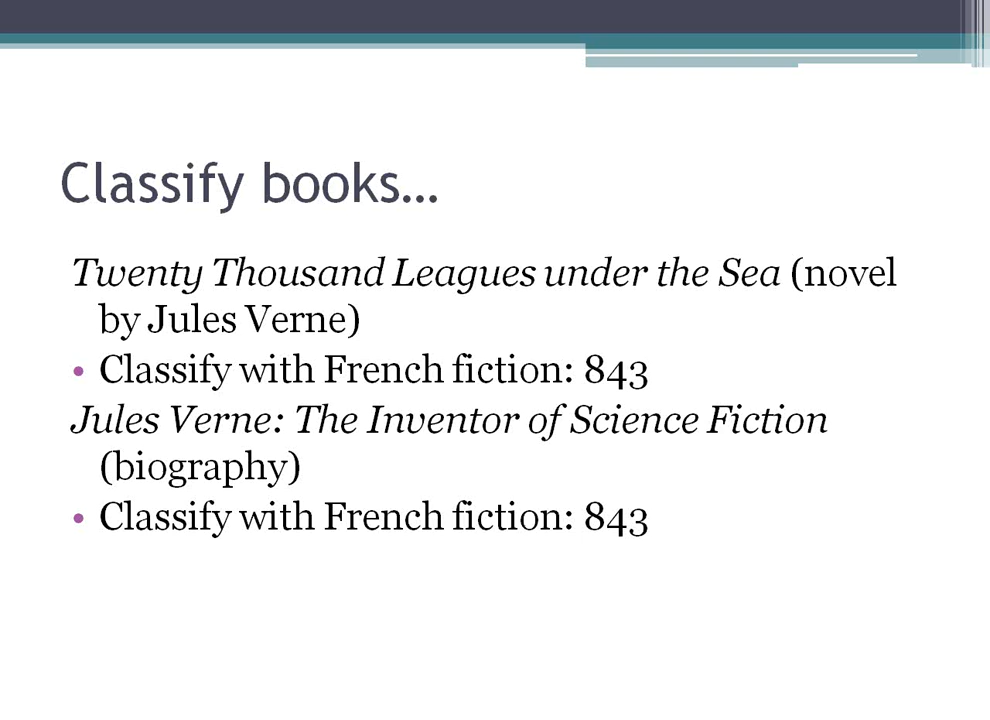 Classify books…
Twenty Thousand Leagues under the Sea (novel
by Jules Verne)
• Classify with French fiction: 843
Jules Verne: The Inventor of Science Fiction
(biography)
• Classify with French fiction: 843